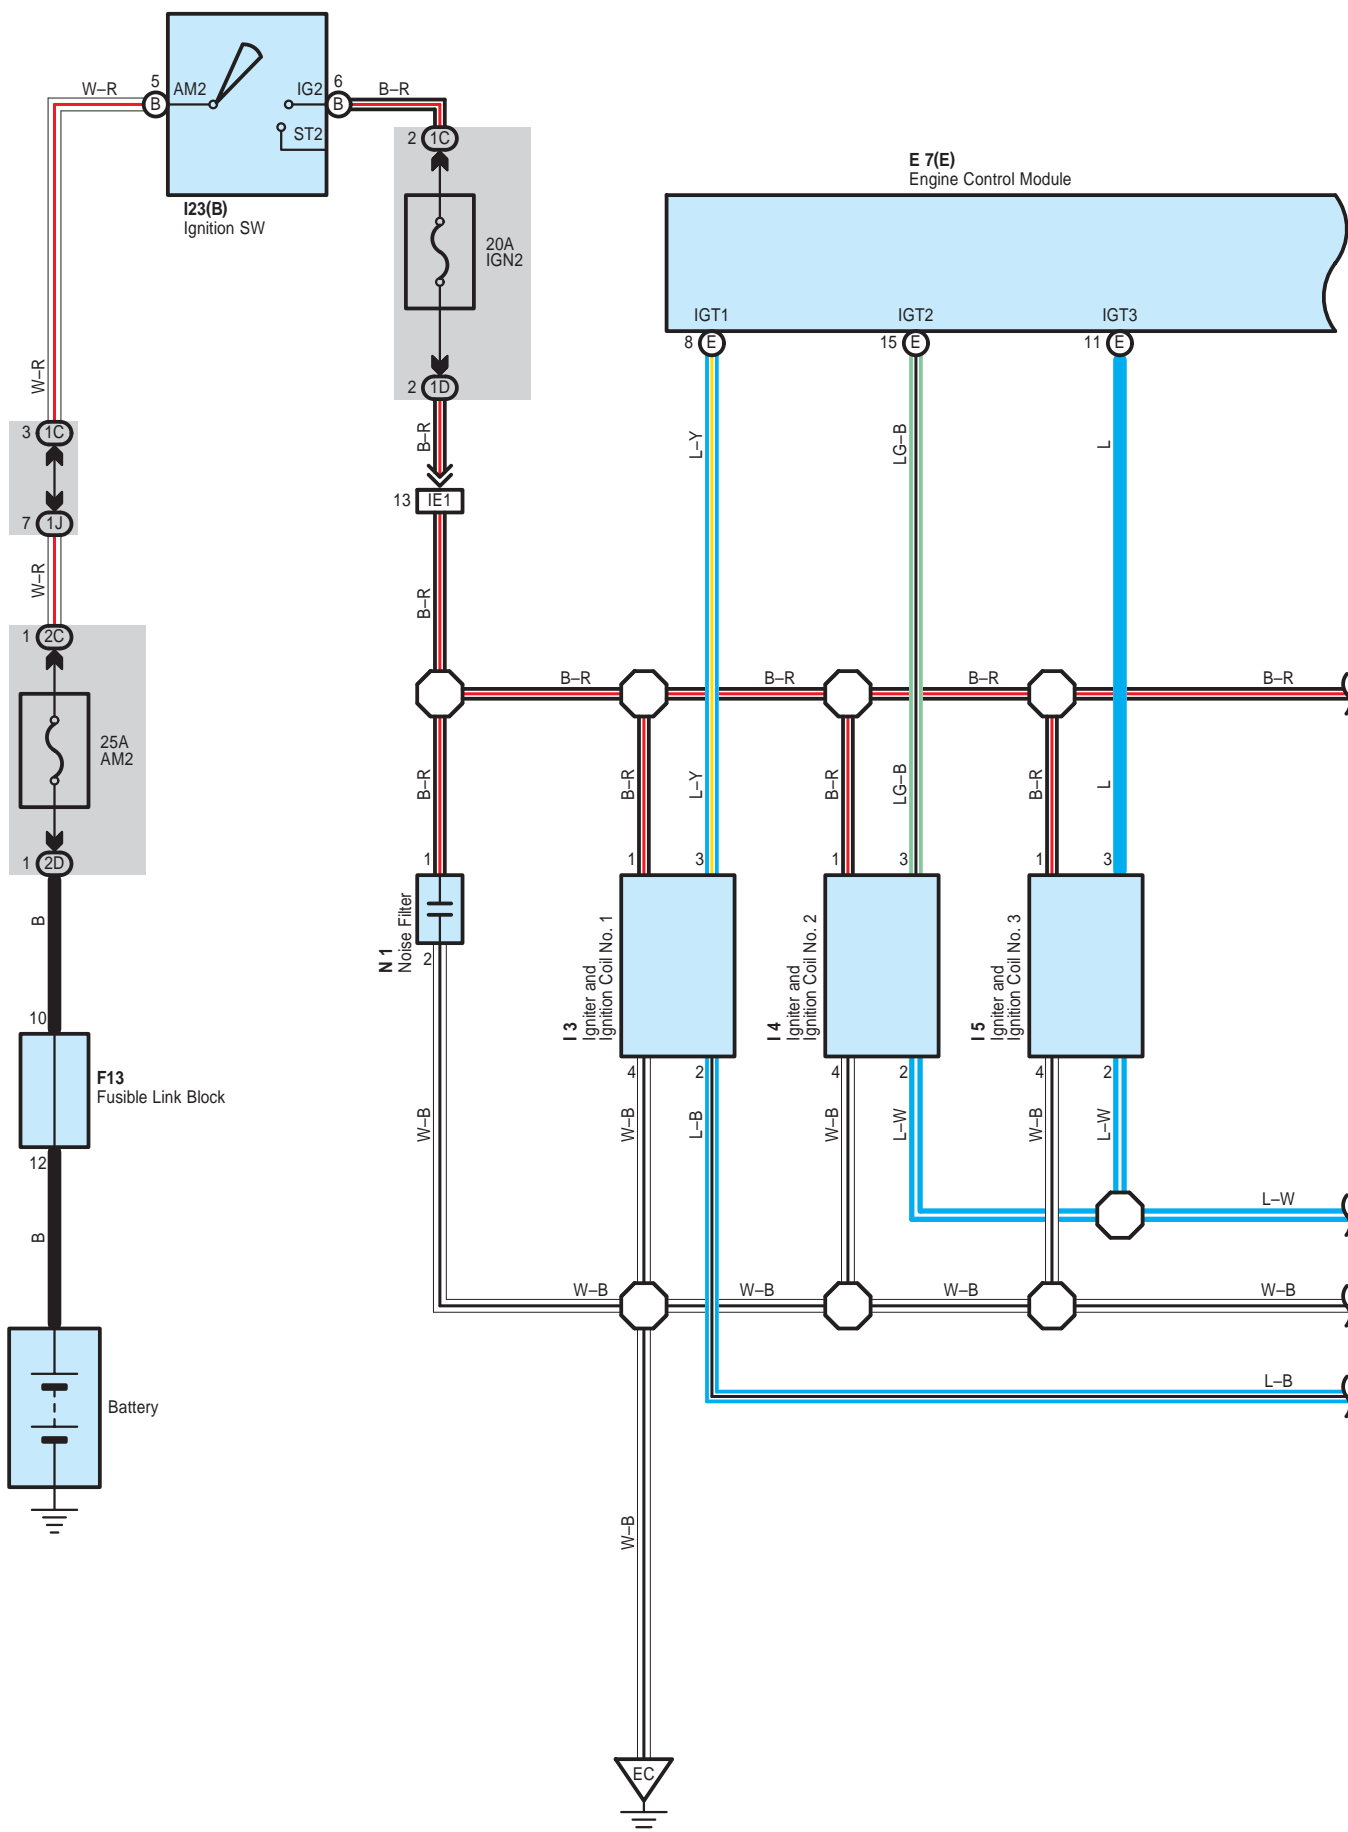 W–R
5
B
AM2
IG2
ST2
6
B
B–R
I23(B)
Ignition SW
2
1C
20A
IGN2
2
1D
B–R
13
IE1
B–R
E 7(E)
Engine Control Module
IGT1
IGT2
IGT3
8
E
15
E
11
E
W–R
L–Y
LG–B
L
3
1C
7
1J
W–R
1
2C
25A
AM2
1
2D
B–R
B–R
B–R
B–R
B–R
B–R
L–Y
B–R
LG–B
B–R
L
1
1
3
1
3
1
3
B
N 1
Noise Filter
2
I 3
Igniter and
Ignition Coil No. 1
I 4
Igniter and
Ignition Coil No. 2
I 5
Igniter and
Ignition Coil No. 3
10
F13
Fusible Link Block
12
4
2
4
2
4
2
W–B
W–B
L–B
W–B
L–W
W–B
L–W
B
L–W
W–B
W–B
W–B
W–B
L–B
Battery
W–B
EC